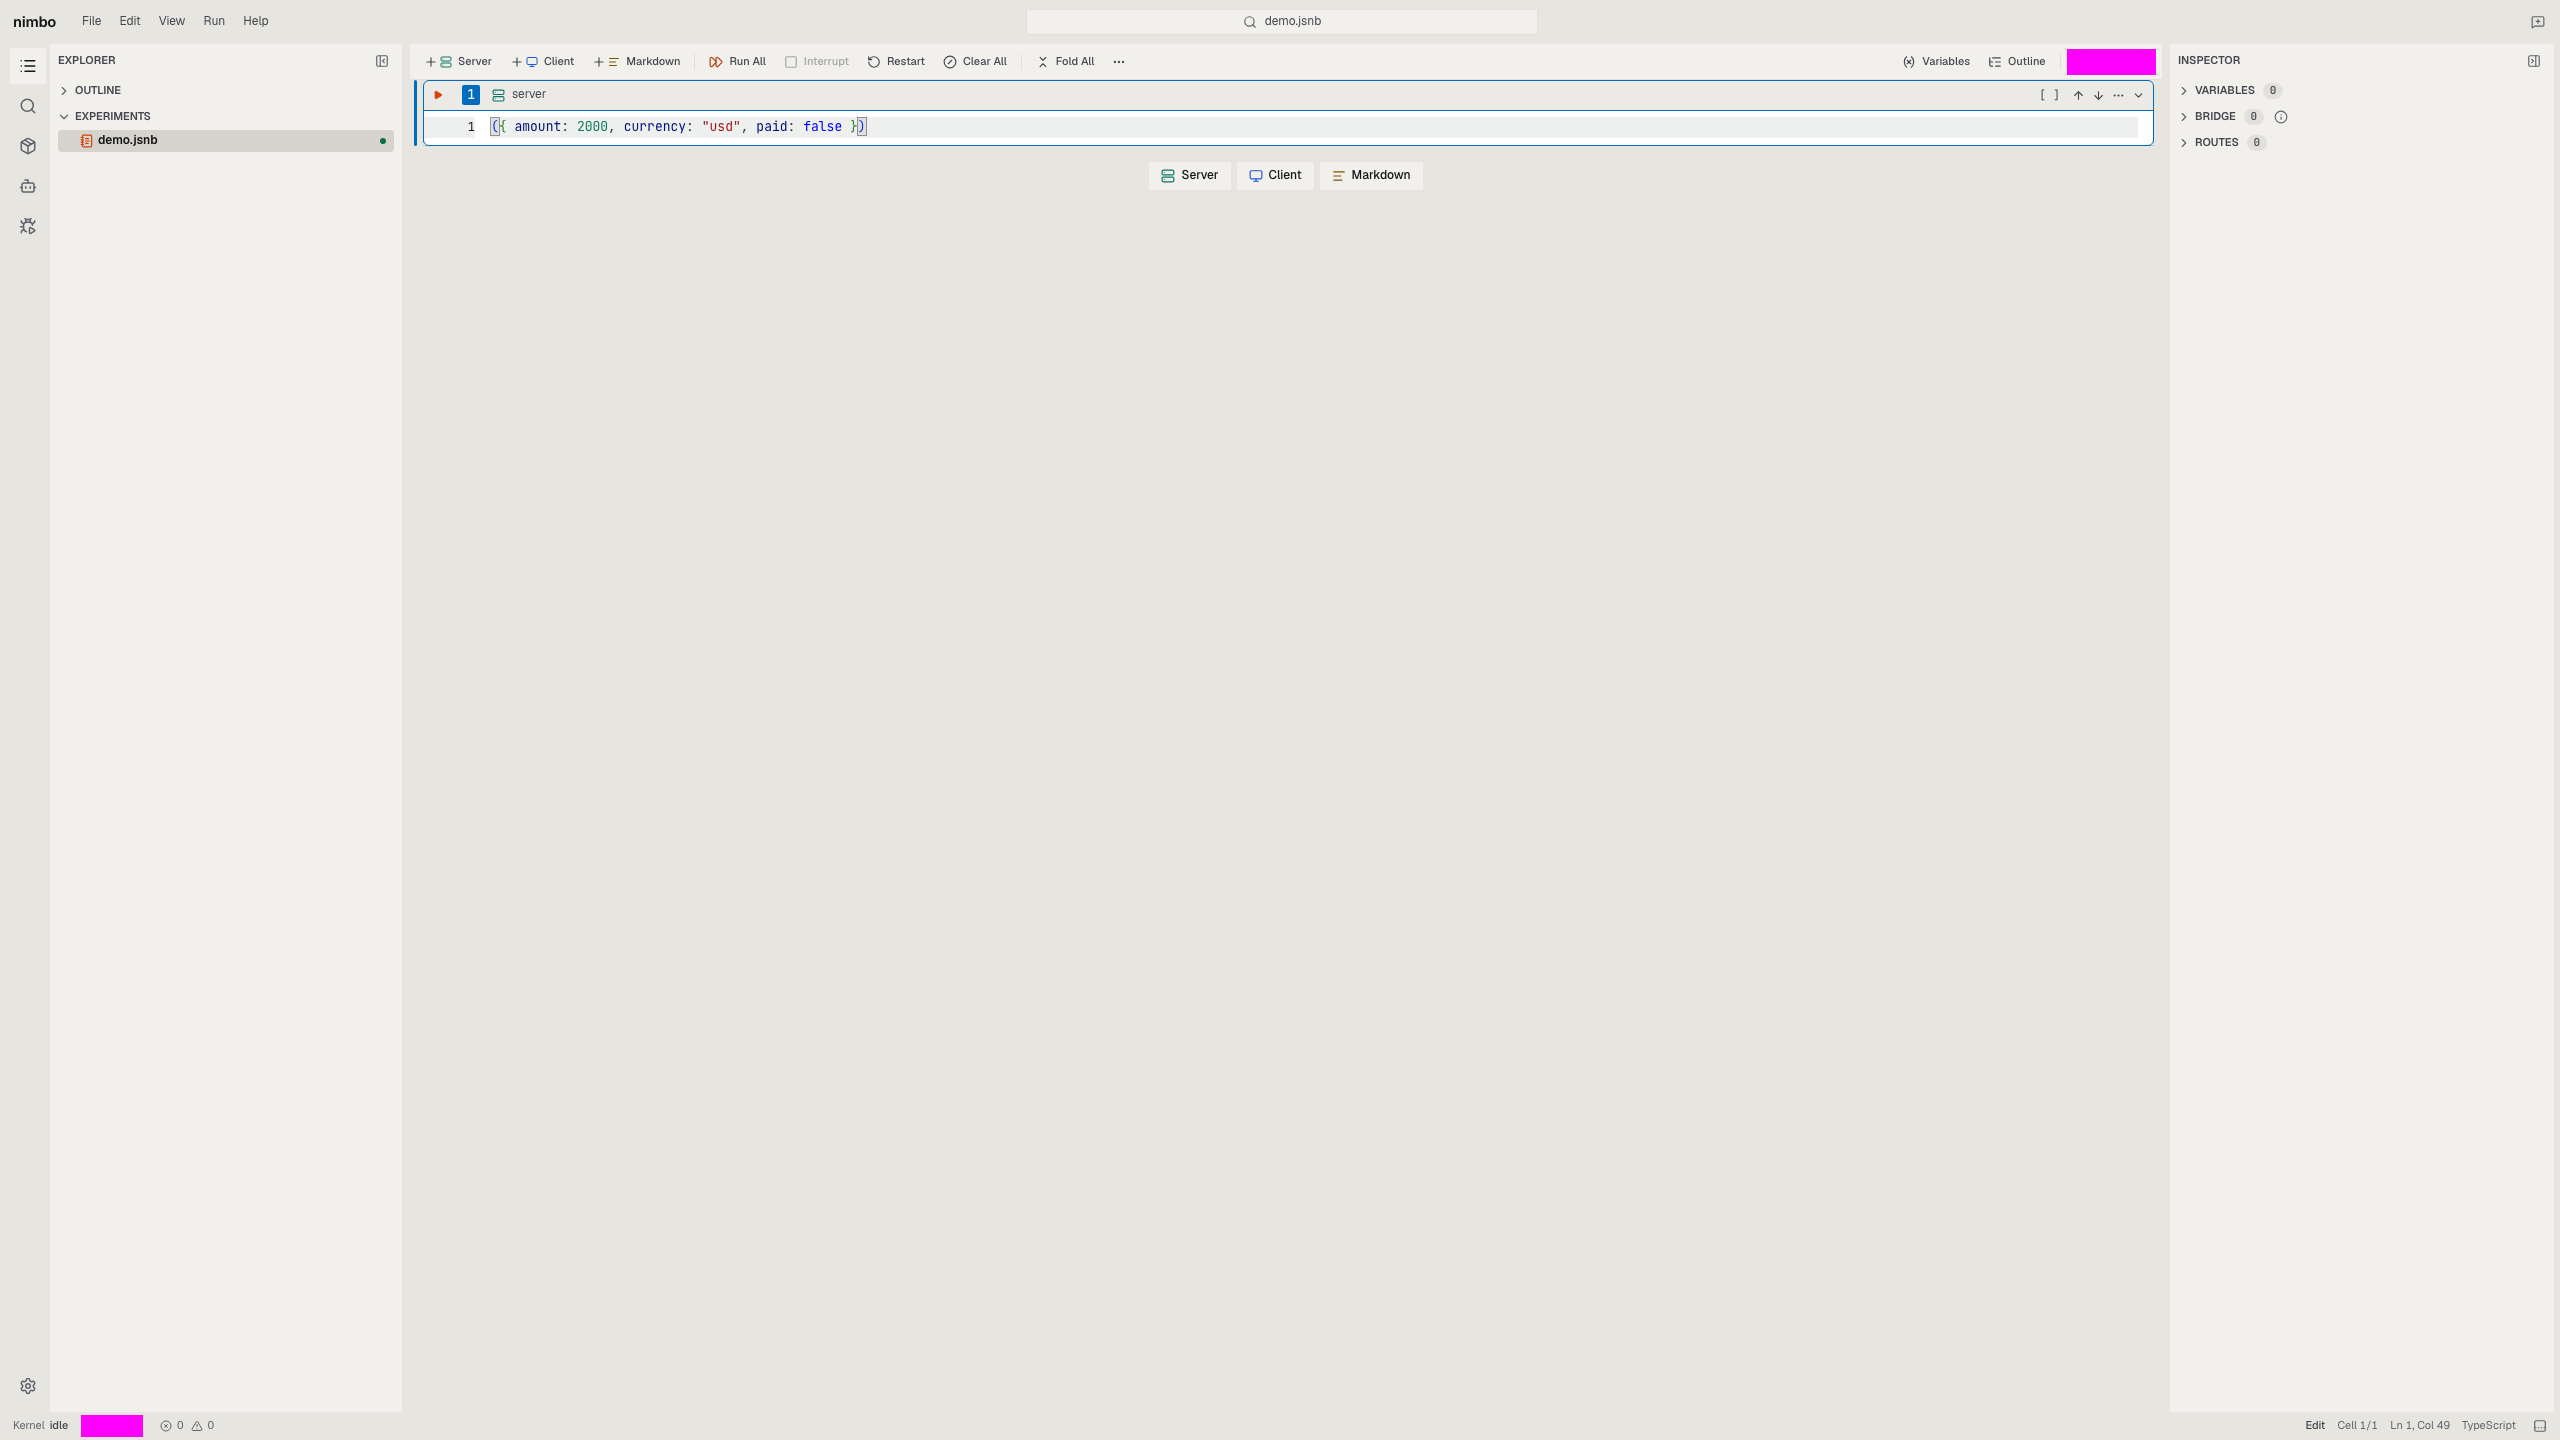 nimbo File Edit View Run Help demo.jsnb
EXPLORER
OUTLINE
EXPERIMENTS
demo.jsnb
Server Client Markdown Run All Interrupt Restart Clear All Fold All Variables Outline
1 server [ ]
1 ({ amount: 2000, currency: "usd", paid: false })
Server Client Markdown
INSPECTOR
VARIABLES 0
BRIDGE 0
ROUTES 0
Kernel idle 0 0 Edit Cell 1/1 Ln 1, Col 49 TypeScript